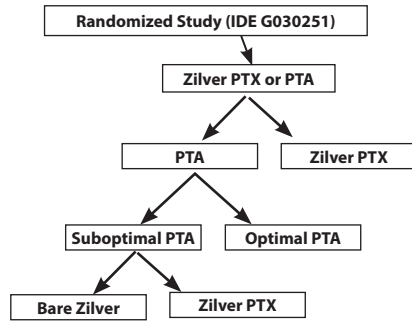 Randomized Study (IDE G030251)
Zilver PTX or PTA
PTA
Zilver PTX
Suboptimal PTA
Optimal PTA
Bare Zilver
Zilver PTX